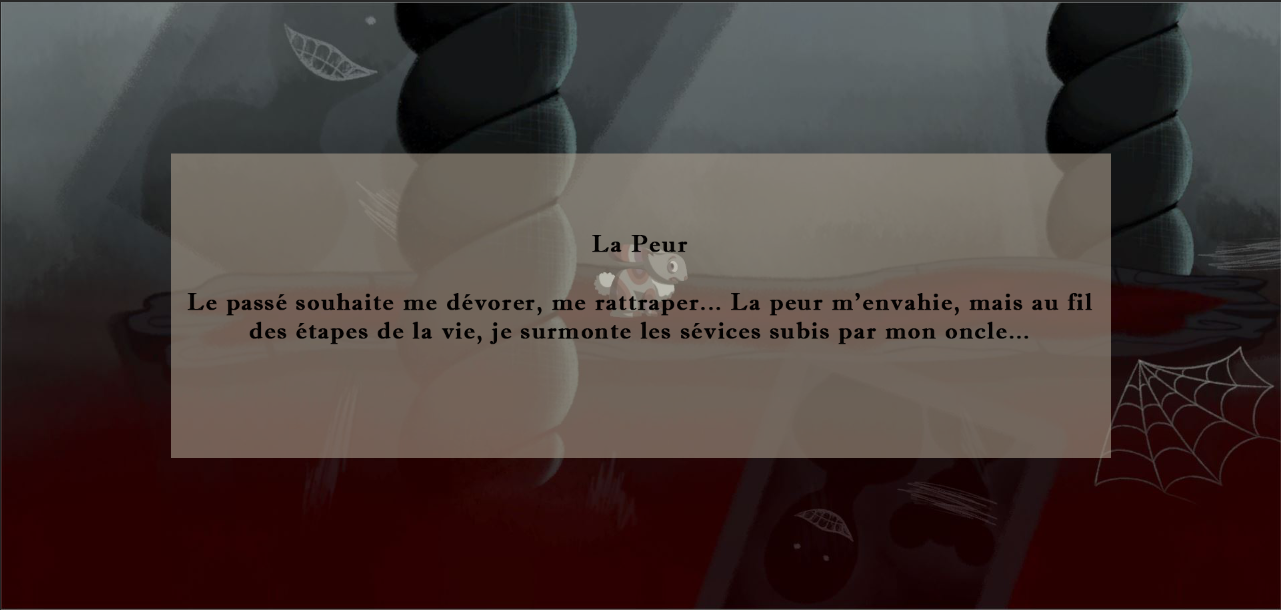 La Peur
Le passé souhaite me dévorer, me rattraper... La peur m'envahie, mais au fil
des étapes de la vie, je surmonte les sévices subis par mon oncle...